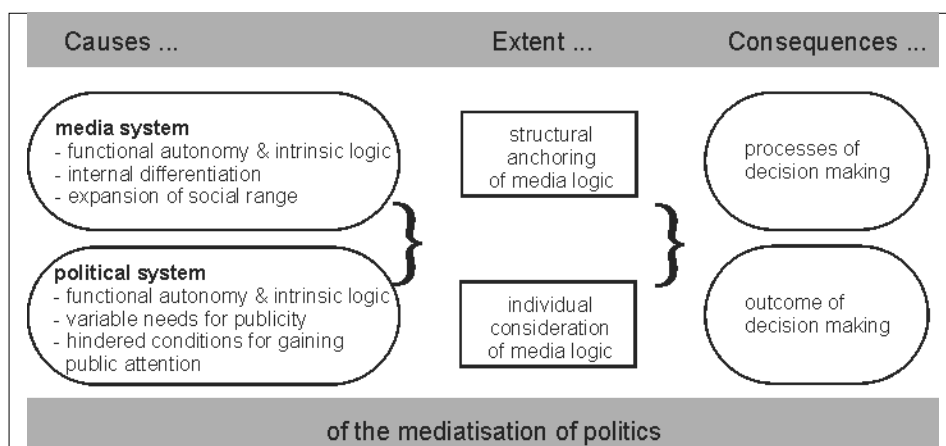 Causes ...
Extent ...
Consequences ...
media system
- functional autonomy & intrinsic logic
- internal differentiation
- expansion of social range
political system
- functional autonomy & intrinsic logic
- variable needs for publicity
- hindered conditions for gaining
public attention
structural
anchoring
of media logic
individual
consideration
of media logic
processes of
decision making
outcome of
decision making
of the mediatisation of politics